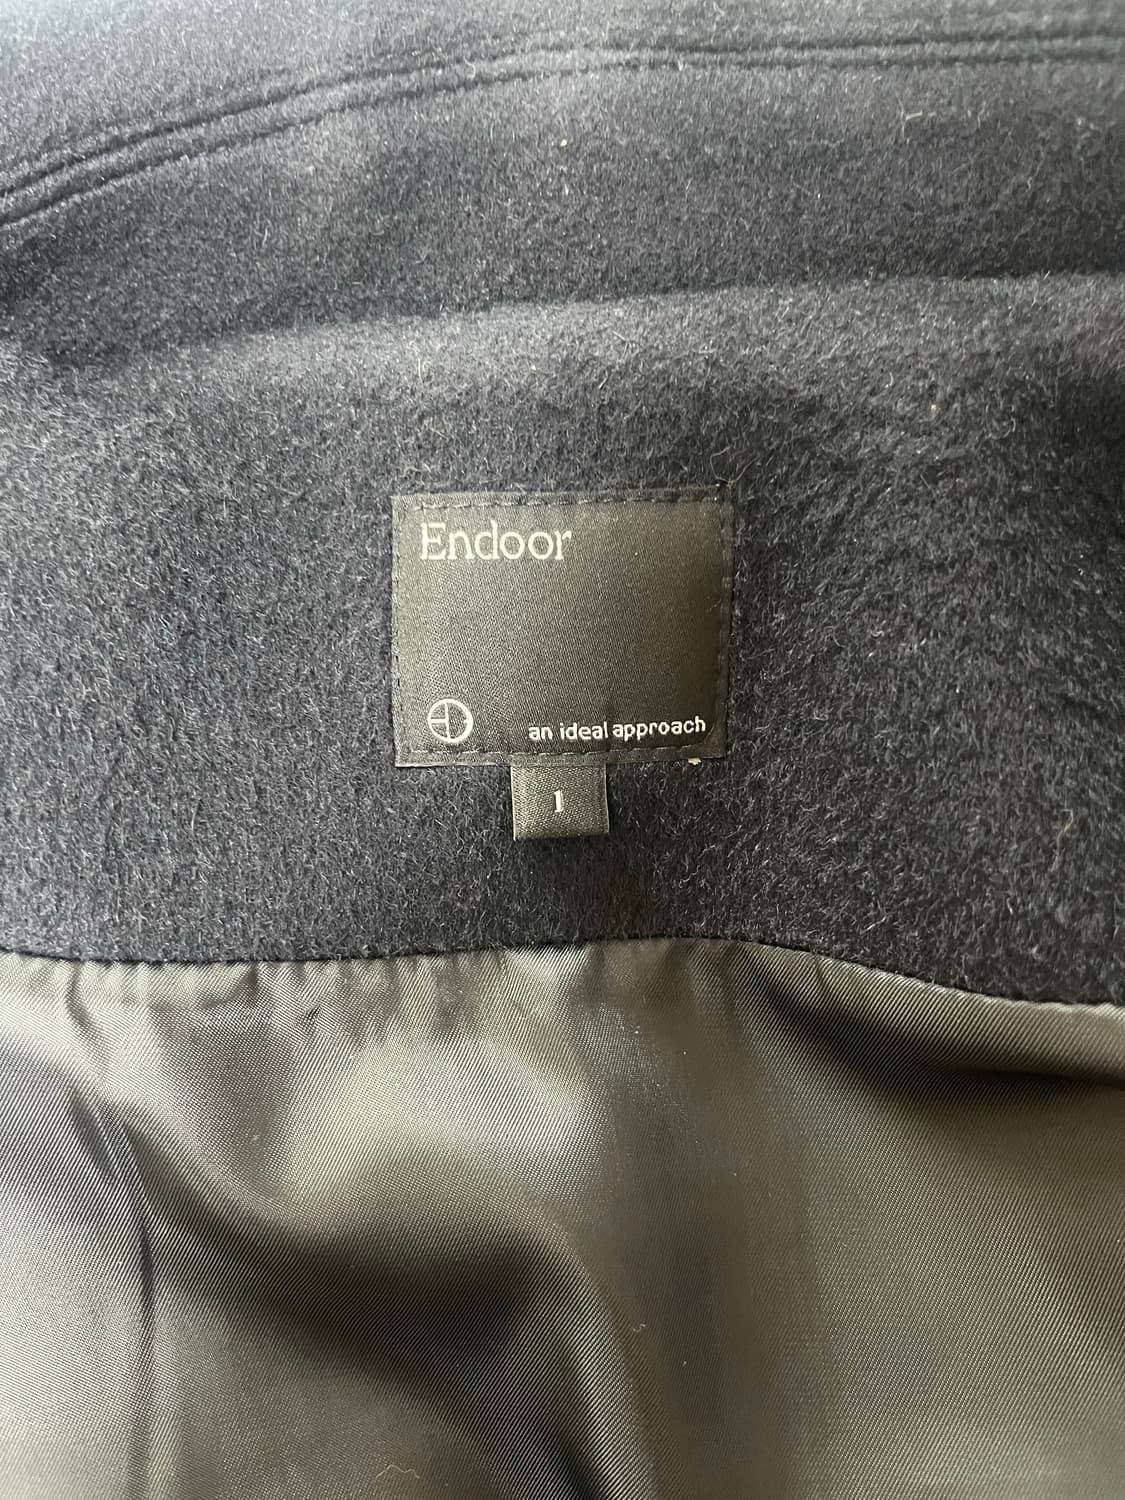 Endoor
an ideal approach
1